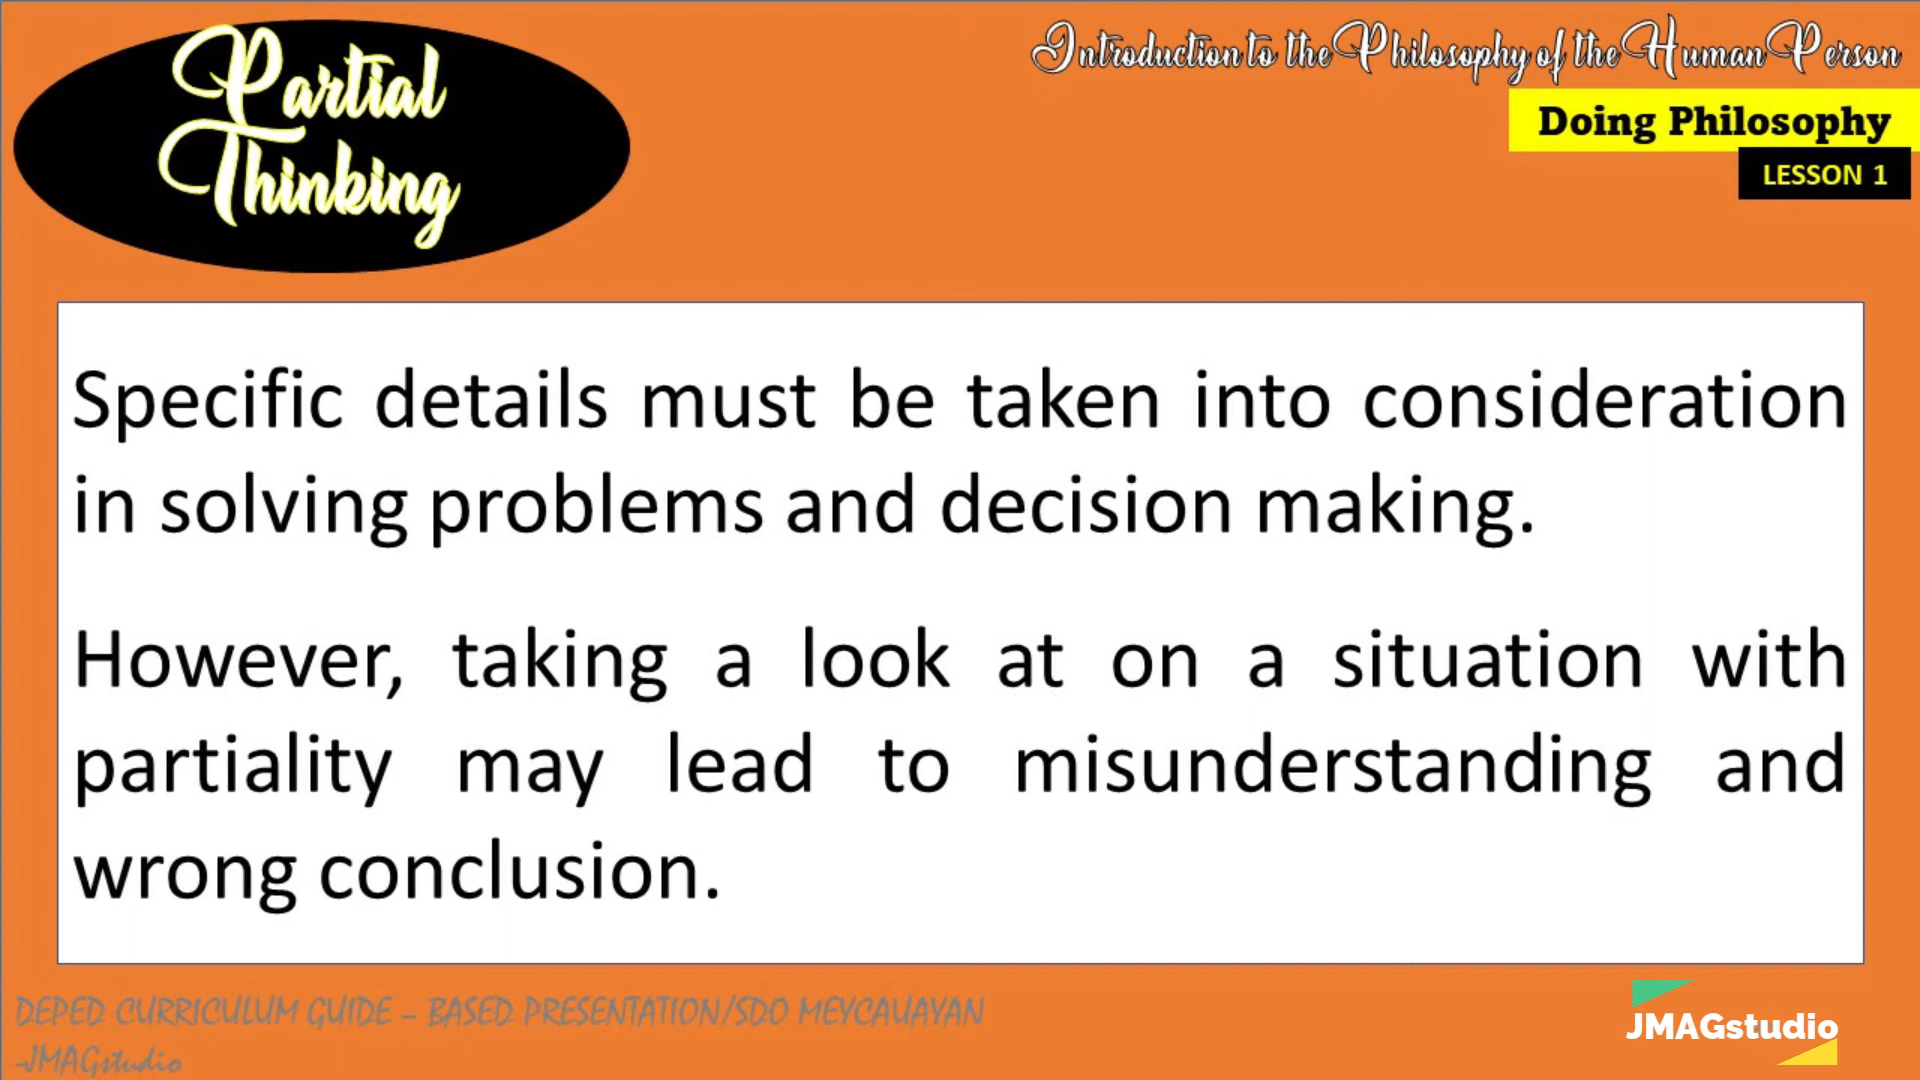 Partial
Thinking
Introduction to the Philosophy of the Human Person
Doing Philosophy
LESSON 1
Specific details must be taken into consideration
in solving problems and decision making.
However, taking a look at on a situation with
partiality may lead to misunderstanding and
wrong conclusion.
DEPED CURRICULUM GUIDE – BASED PRESENTATION/SDO MEYCAUAYAN
-JMAGstudio
JMAGstudio